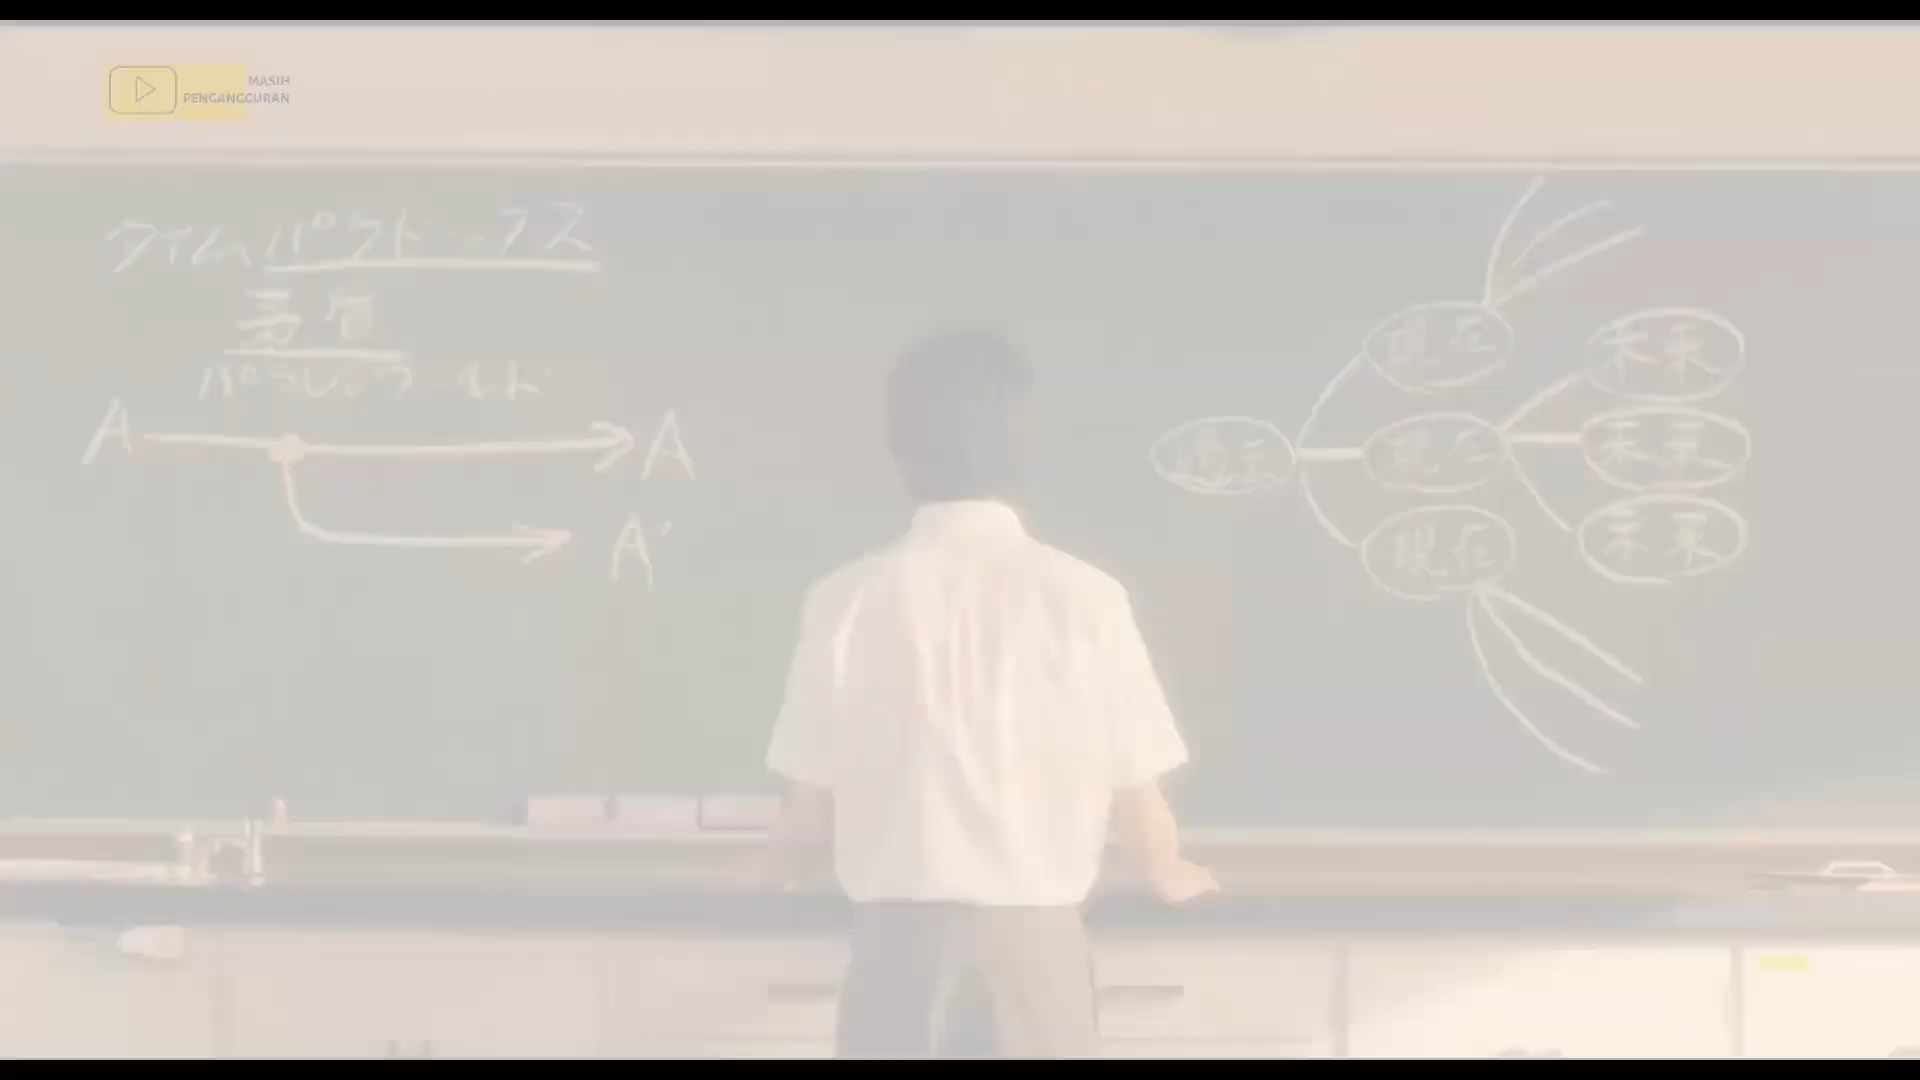 MASIH
PENGANGGURAN
タイムパラドックス
矛盾
パラレルワールド
A
A
A'
過去
現在
現在
現在
未来
未来
未来